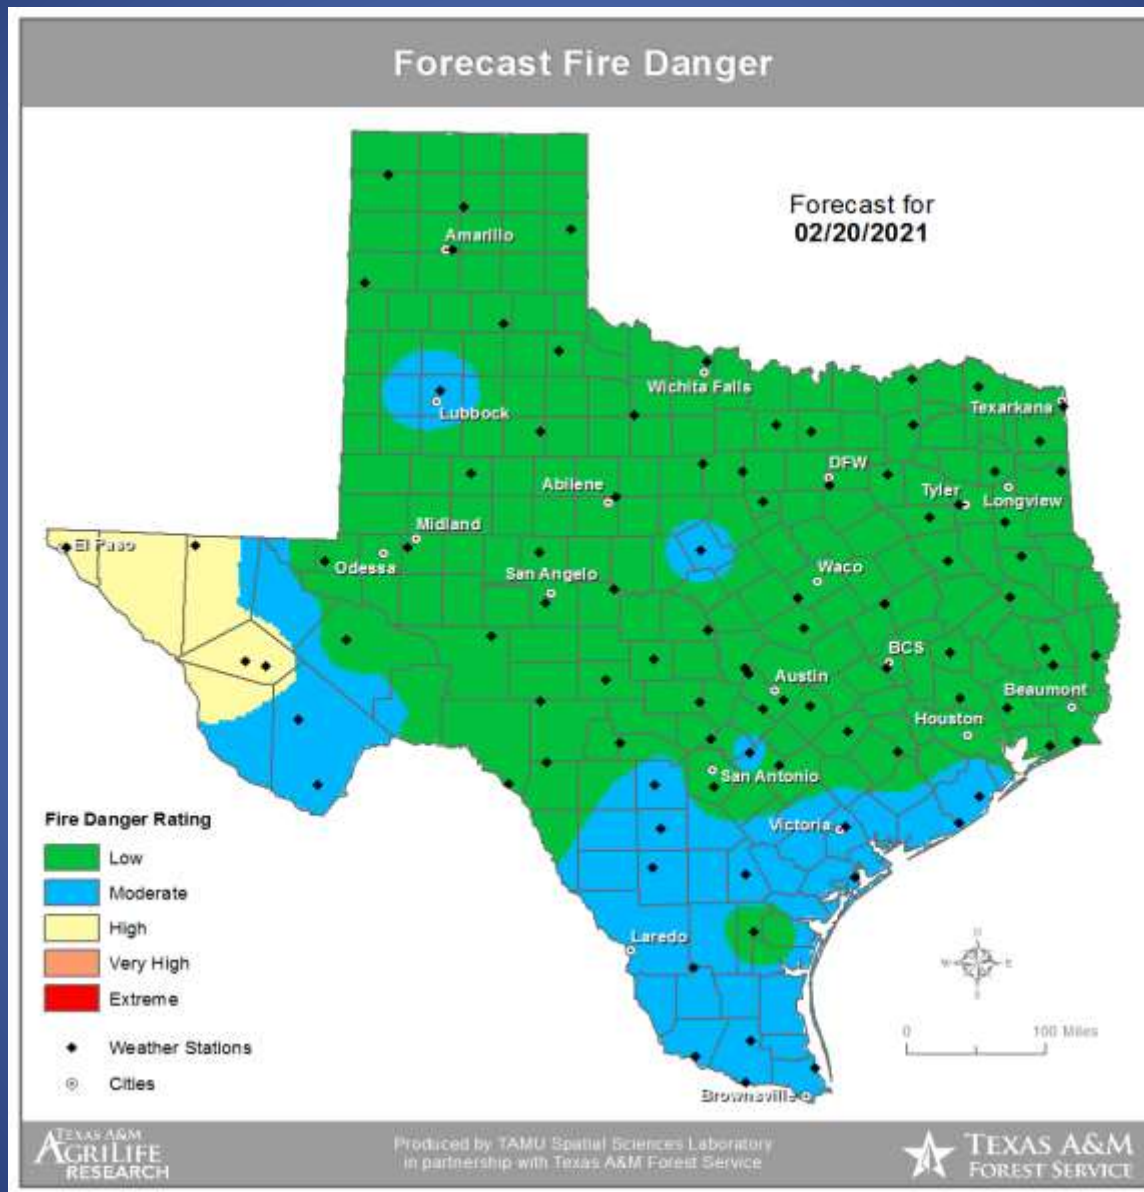 Forecast Fire Danger
Forecast for
02/20/2021
Amarillo
Wichita Falls
Lubbock
Texarkana
DFW
Abilene
Tyler
Longview
Midland
El Paso
Odessa
San Angelo
Waco
BCS
Austin
Beaumont
Houston
San Antonio
Victoria
Laredo
Brownsville
Fire Danger Rating
Low
Moderate
High
Very High
Extreme
Weather Stations
Cities
N
W E
S
0 100 Miles
TEXAS A&M
AGRILIFE
RESEARCH
Produced by TAMU Spatial Sciences Laboratory
in partnership with Texas A&M Forest Service
TEXAS A&M
FOREST SERVICE